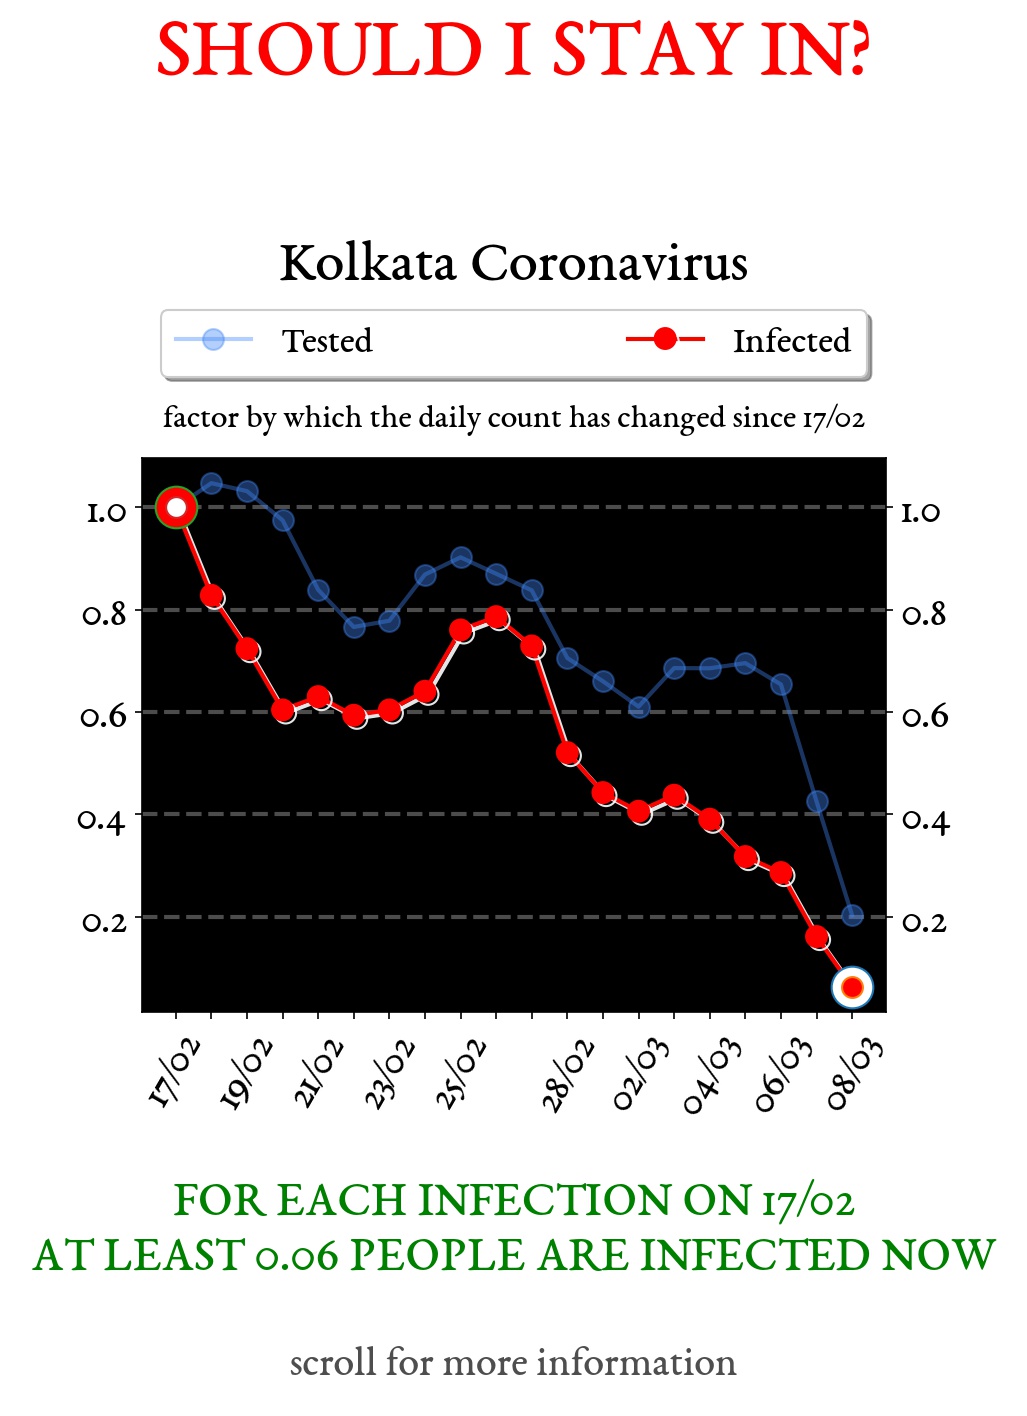 SHOULD I STAY IN?
Kolkata Coronavirus
Tested Infected
factor by which the daily count has changed since 17/02
1.0 1.0
0.8 0.8
0.6 0.6
0.4 0.4
0.2 0.2
17/02 19/02 21/02 23/02 25/02 28/02 02/03 04/03 06/03 08/03
FOR EACH INFECTION ON 17/02
AT LEAST 0.06 PEOPLE ARE INFECTED NOW
scroll for more information